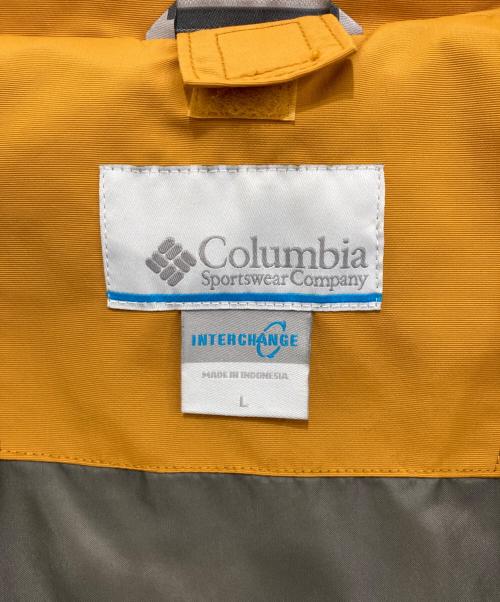 Columbia
Sportswear Company
INTERCHANGE
MADE IN INDONESIA
L